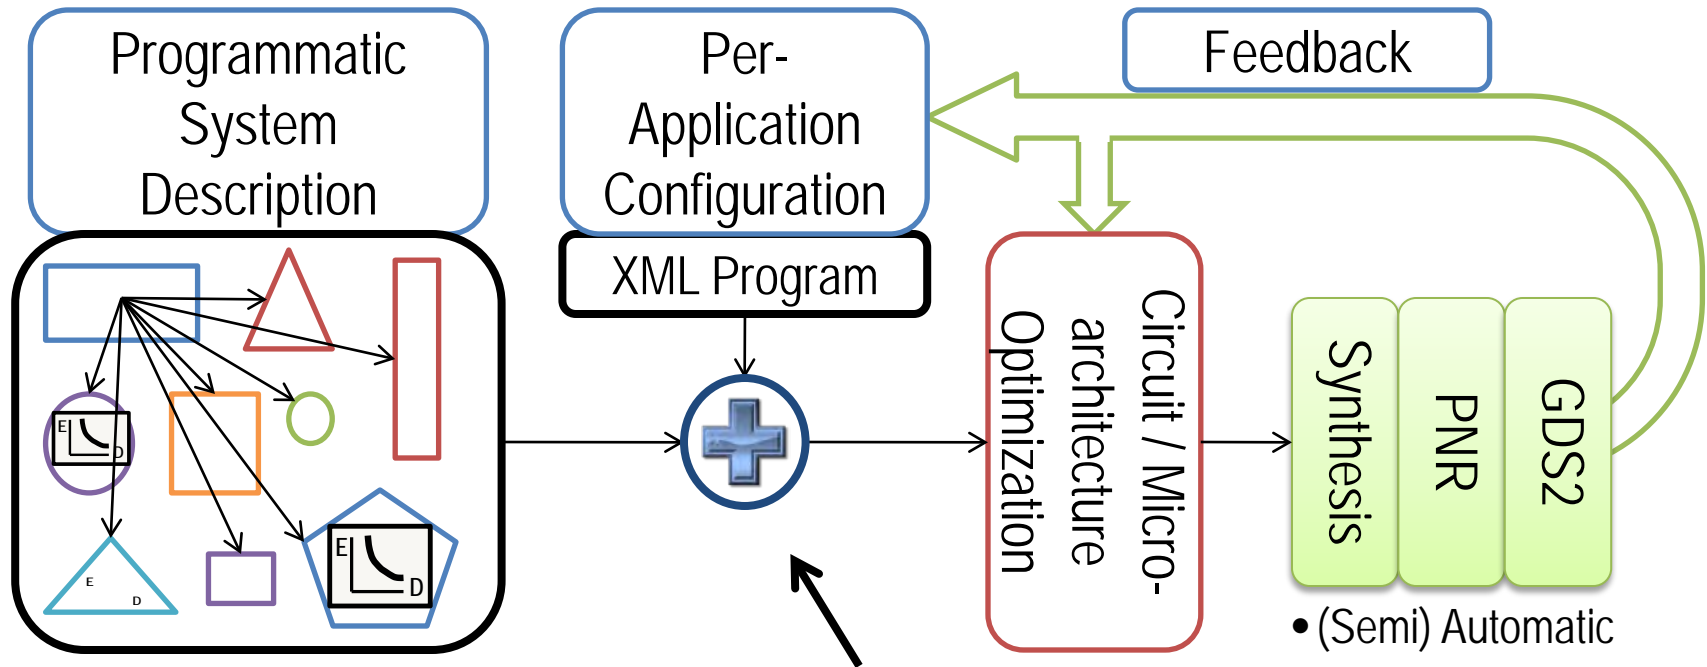 Programmatic
System
Description
Per-
Application
Configuration
XML Program
Feedback
E
D
E
D
E
D
Circuit / Micro-
architecture
Optimization
Synthesis
PNR
GDS2
• (Semi) Automatic